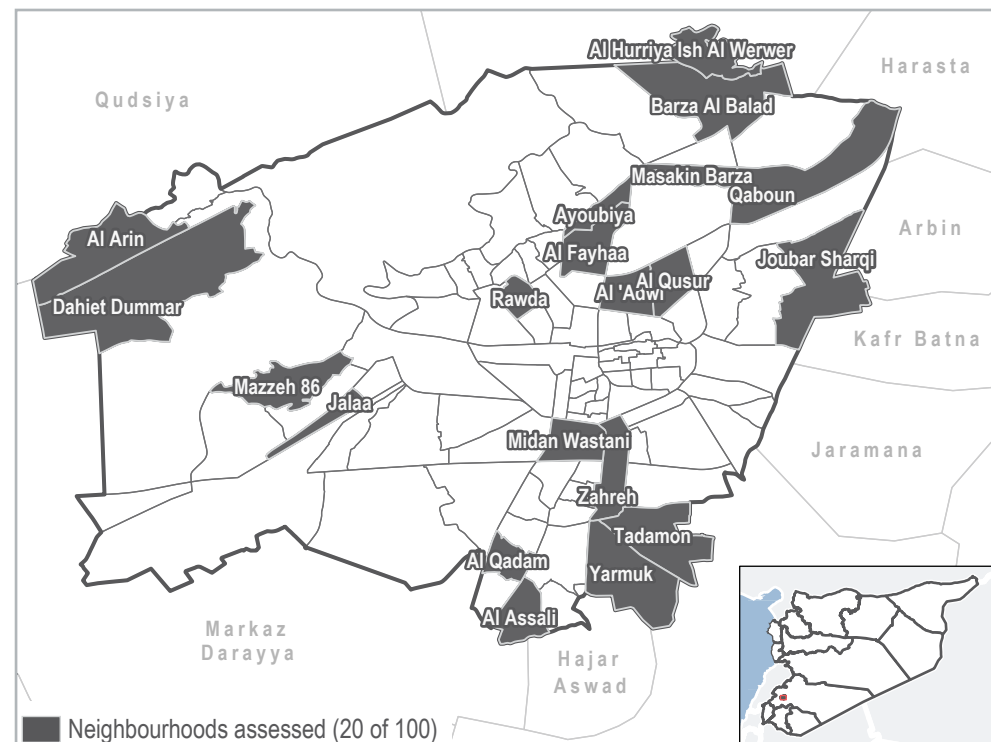 Al Hurriya Ish Al Werwer
Harasta
Qudsiya
Barza Al Balad
Masakin Barza
Qaboun
Ayoubiya
Arbin
Al Arin
Al Fayhaa
Joubar Sharqi
Al Qusur
Al 'Adwi
Rawda
Dahiet Dummar
Kafr Batna
Mazzeh 86
Jalaa
Midan Wastani
Jaramana
Zahreh
Tadamon
Al Qadam
Yarmuk
Al Assali
Markaz
Darayya
Hajar
Aswad
Neighbourhoods assessed (20 of 100)